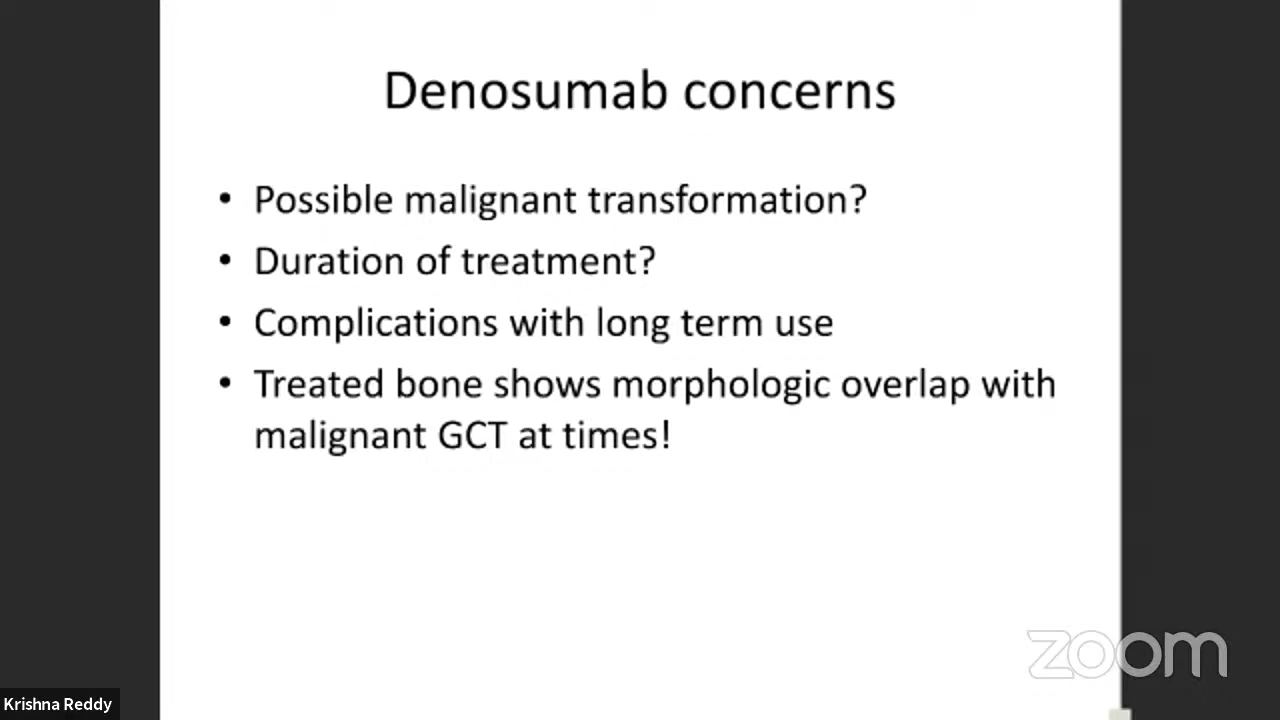 Denosumab concerns
• Possible malignant transformation?
• Duration of treatment?
• Complications with long term use
• Treated bone shows morphologic overlap with
malignant GCT at times!
zoom
Krishna Reddy